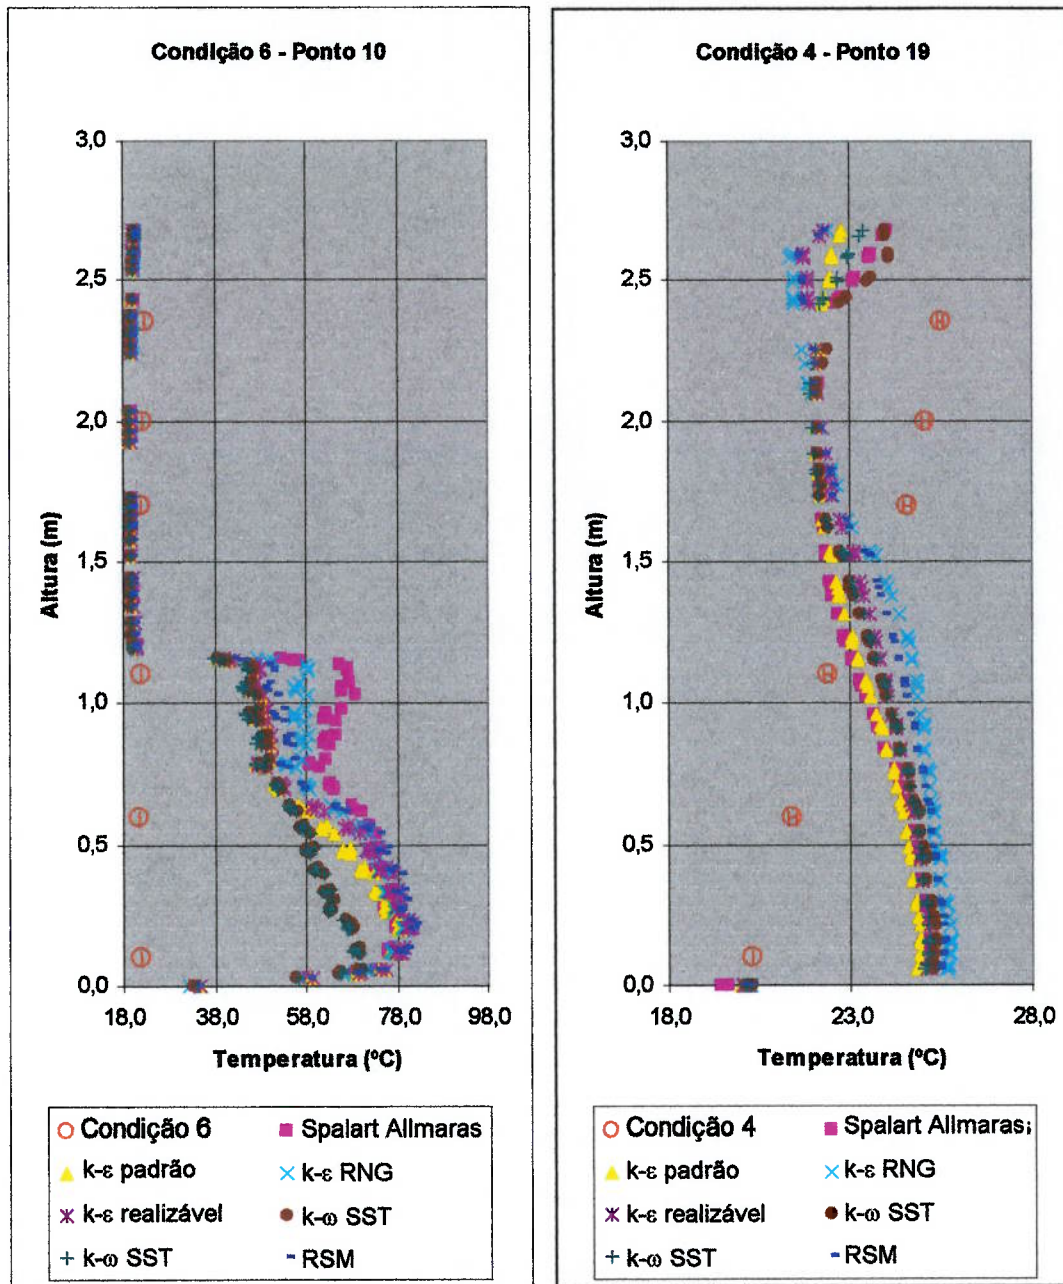 Condição 6 - Ponto 10
3,0
2,5
2,0
1,5
1,0
0,5
0,0
Altura (m)
18,0 38,0 58,0 78,0 98,0
Temperatura (ºC)
Condição 6
Spalart Allmaras
k-ε padrão
k-ε RNG
k-ε realizável
k-ω SST
k-ω SST
RSM
Condição 4 - Ponto 19
3,0
2,5
2,0
1,5
1,0
0,5
0,0
Altura (m)
18,0 23,0 28,0
Temperatura (ºC)
Condição 4
Spalart Allmaras;
k-ε padrão
k-ε RNG
k-ε realizável
k-ω SST
k-ω SST
RSM